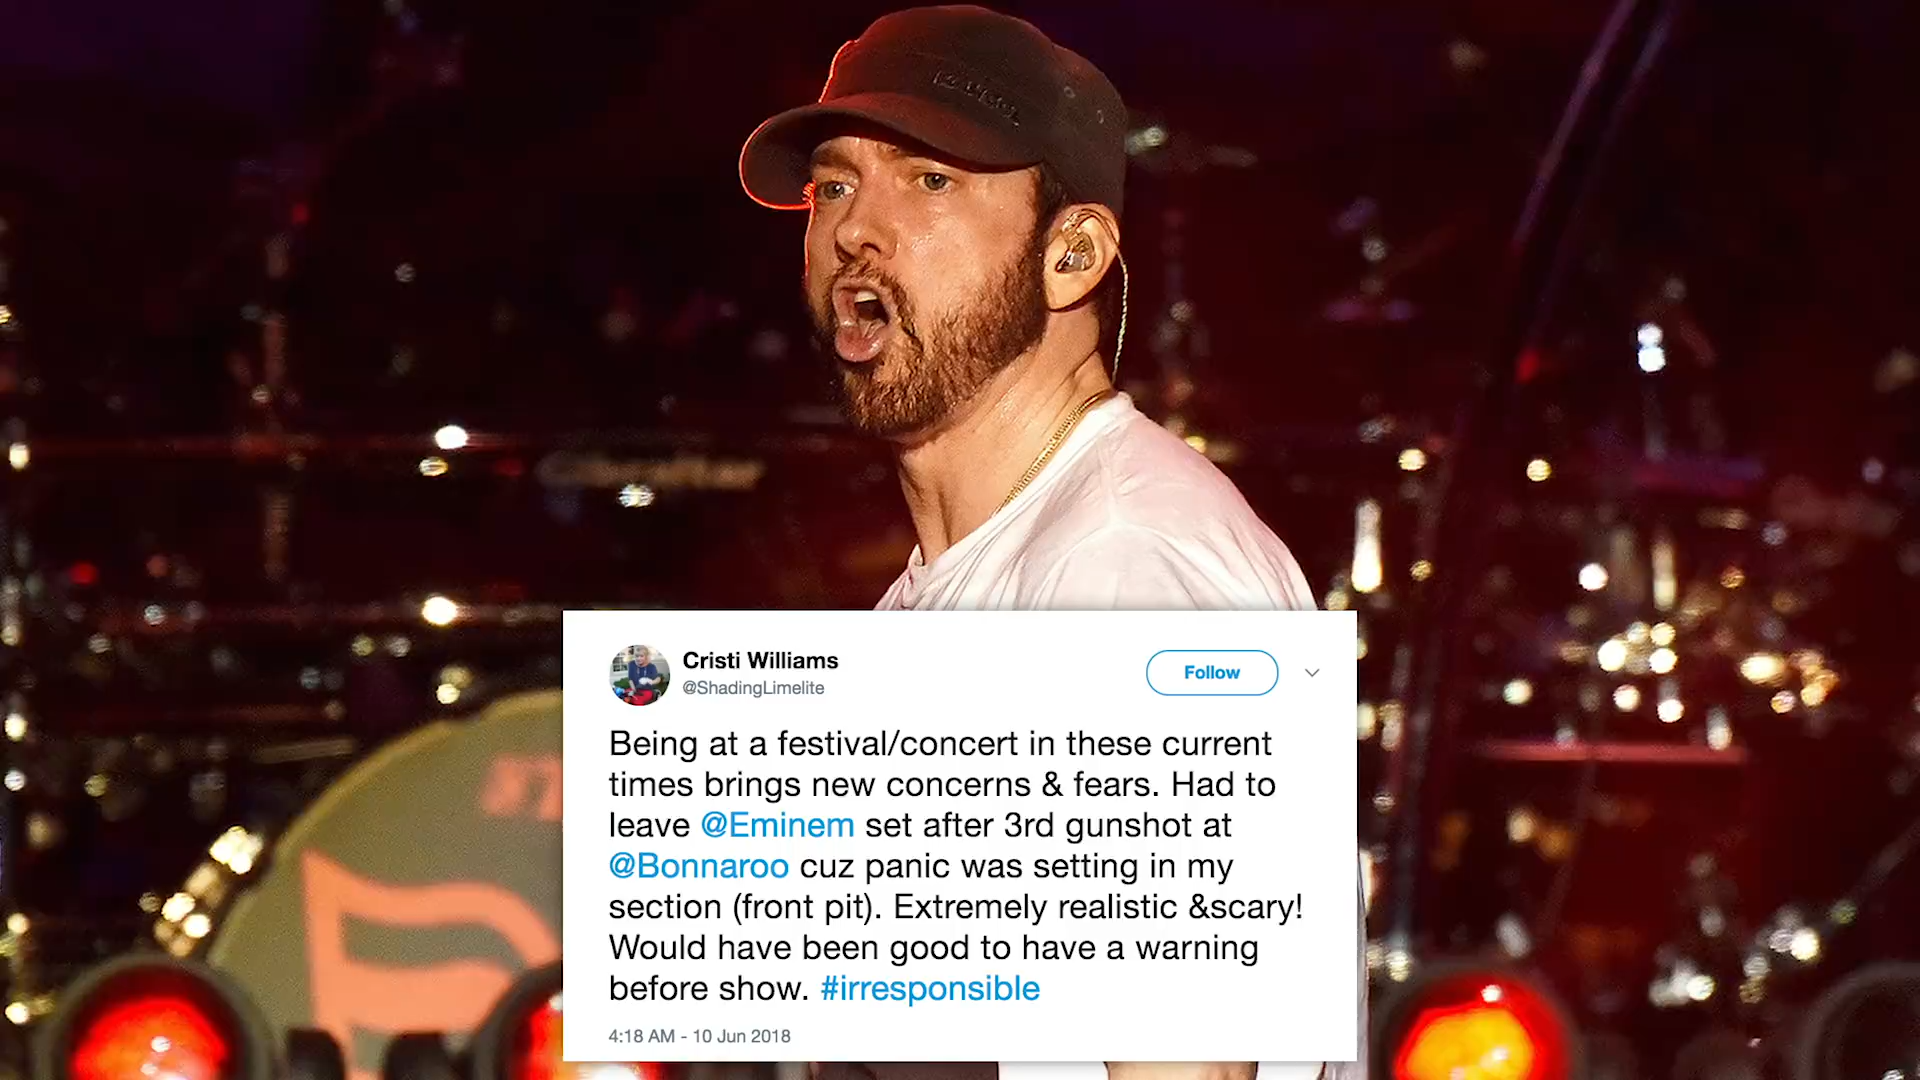 Cristi Williams
@ShadingLimelite
Follow
Being at a festival/concert in these current
times brings new concerns & fears. Had to
leave @Eminem set after 3rd gunshot at
@Bonnaroo cuz panic was setting in my
section (front pit). Extremely realistic &scary!
Would have been good to have a warning
before show. #irresponsible
4:18 AM - 10 Jun 2018